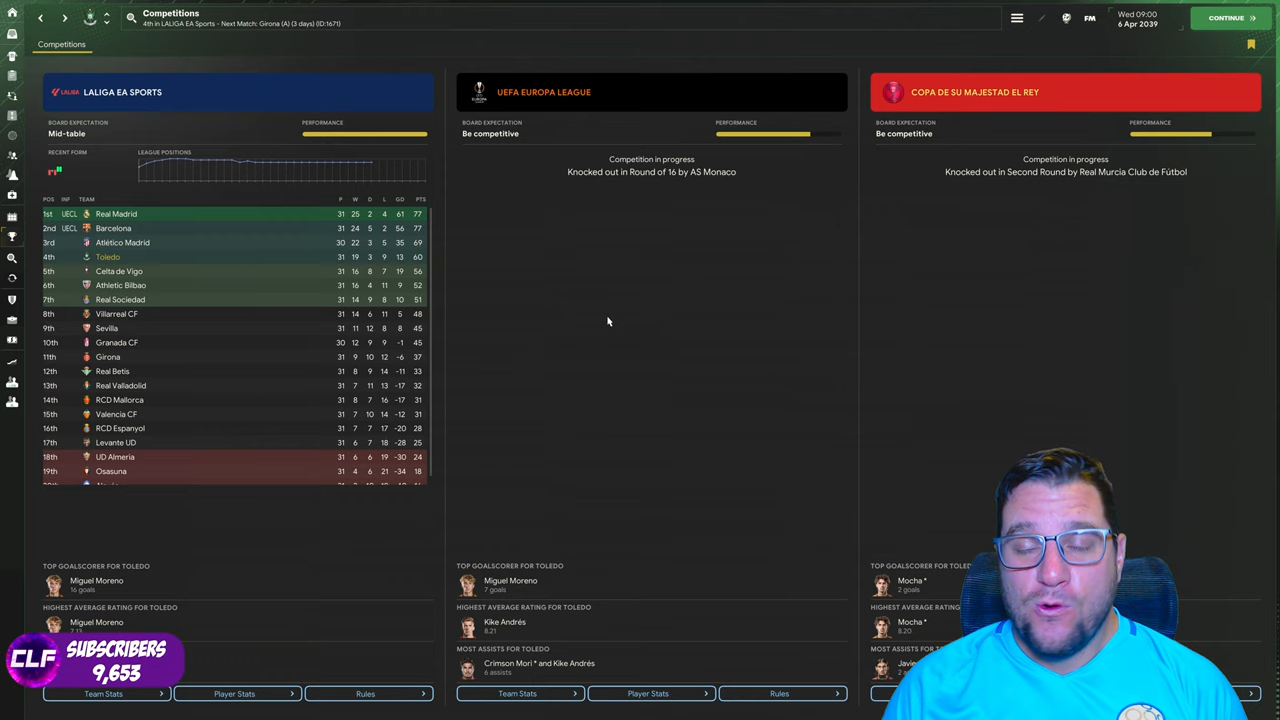 Competitions
4th in LALIGA EA Sports - Next Match: Girona (A) (3 days) (ID:1671)
FM
Wed 09:00
6 Apr 2039
CONTINUE
Competitions
LALIGA LALIGA EA SPORTS
BOARD EXPECTATION PERFORMANCE
Mid-table
RECENT FORM LEAGUE POSITIONS
POS INF TEAM P W D L GD PTS
1st UECL Real Madrid 31 25 2 4 61 77
2nd UECL Barcelona 31 24 5 2 56 77
3rd Atlético Madrid 30 22 3 5 35 69
4th Toledo 31 19 3 9 13 60
5th Celta de Vigo 31 16 8 7 19 56
6th Athletic Bilbao 31 16 4 11 9 52
7th Real Sociedad 31 14 9 8 10 51
8th Villarreal CF 31 14 6 11 5 48
9th Sevilla 31 11 12 8 8 45
10th Granada CF 30 12 9 9 -1 45
11th Girona 31 9 10 12 -6 37
12th Real Betis 31 8 9 14 -11 33
13th Real Valladolid 31 7 11 13 -17 32
14th RCD Mallorca 31 8 7 16 -17 31
15th Valencia CF 31 7 10 14 -12 31
16th RCD Espanyol 31 7 7 17 -20 28
17th Levante UD 31 6 7 18 -28 25
18th UD Almería 31 6 6 19 -30 24
19th Osasuna 31 4 6 21 -34 18
TOP GOALSCORER FOR TOLEDO
Miguel Moreno
16 goals
HIGHEST AVERAGE RATING FOR TOLEDO
Miguel Moreno
7.13
CLF SUBSCRIBERS
9,653
Team Stats Player Stats Rules
UEFA EUROPA LEAGUE
BOARD EXPECTATION PERFORMANCE
Be competitive
Competition in progress
Knocked out in Round of 16 by AS Monaco
TOP GOALSCORER FOR TOLEDO
Miguel Moreno
7 goals
HIGHEST AVERAGE RATING FOR TOLEDO
Kike Andrés
8.21
MOST ASSISTS FOR TOLEDO
Crimson Mori * and Kike Andrés
6 assists
Team Stats Player Stats Rules
COPA DE SU MAJESTAD EL REY
BOARD EXPECTATION PERFORMANCE
Be competitive
Competition in progress
Knocked out in Second Round by Real Murcia Club de Fútbol
TOP GOALSCORER FOR TOLEDO
Mocha *
2 goals
HIGHEST AVERAGE RATING
Mocha *
8.20
MOST ASSISTS FOR